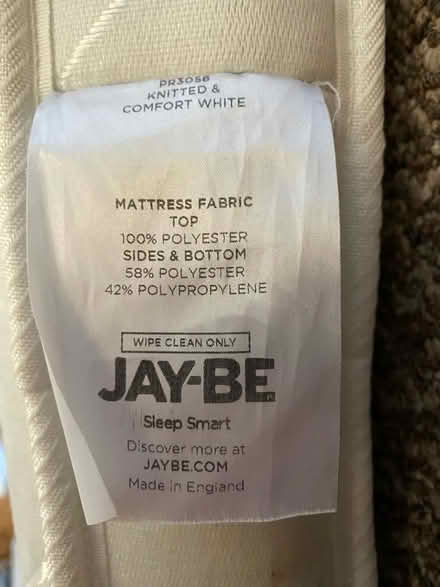 PR3058
KNITTED &
COMFORT WHITE
MATTRESS FABRIC
TOP
100% POLYESTER
SIDES & BOTTOM
58% POLYESTER
42% POLYPROPYLENE
WIPE CLEAN ONLY
JAY-BE
Sleep Smart
Discover more at
JAYBE.COM
Made in England